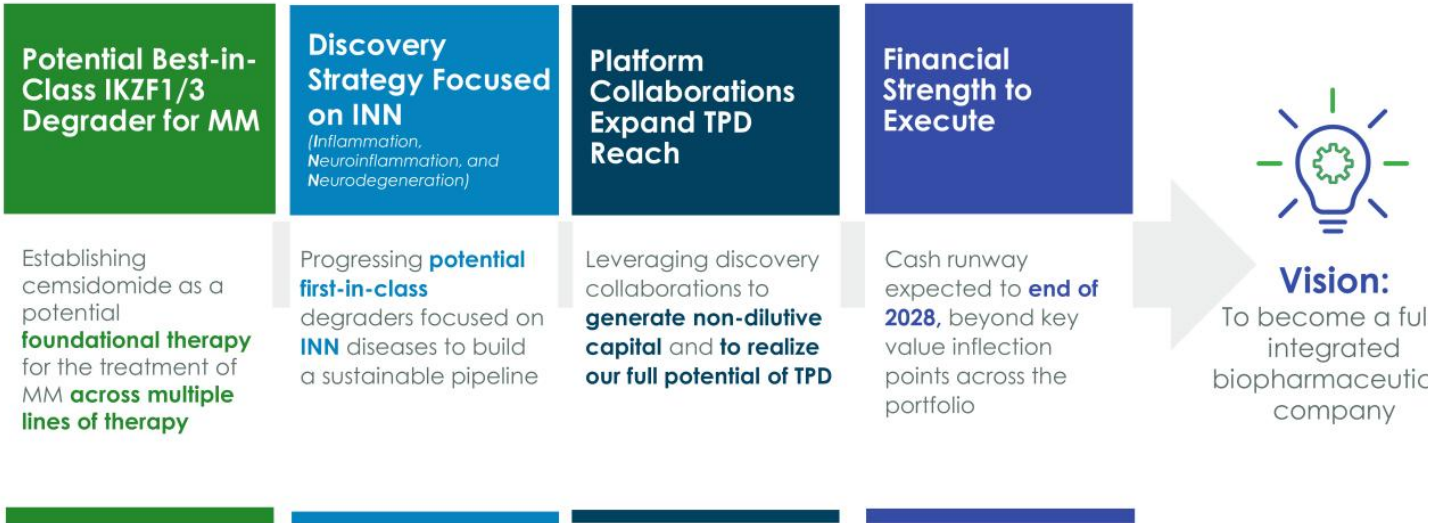 Potential Best-in-
Class IKZF1/3
Degrader for MM
Discovery
Strategy Focused
on INN
(Inflammation,
Neuroinflammation, and
Neurodegeneration)
Platform
Collaborations
Expand TPD
Reach
Financial
Strength to
Execute
Establishing
cemsidomide as a
potential
foundational therapy
for the treatment of
MM across multiple
lines of therapy
Progressing potential
first-in-class
degraders focused on
INN diseases to build
a sustainable pipeline
Leveraging discovery
collaborations to
generate non-dilutive
capital and to realize
our full potential of TPD
Cash runway
expected to end of
2028, beyond key
value inflection
points across the
portfolio
Vision:
To become a ful
integrated
biopharmaceutic
company